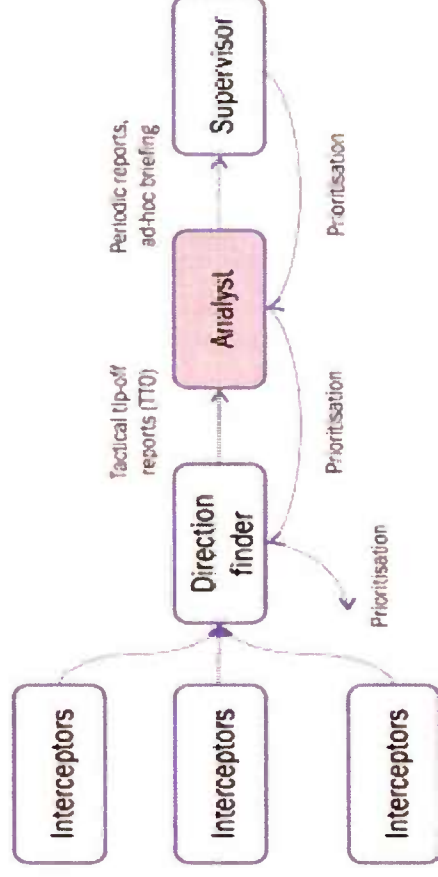 Interceptors
Interceptors
Interceptors
Direction
finder
Prioritisation
Tactical tip-off
reports (TTO)
Analyst
Prioritisation
Periodic reports,
ad-hoc briefing
Supervisor
Prioritisation